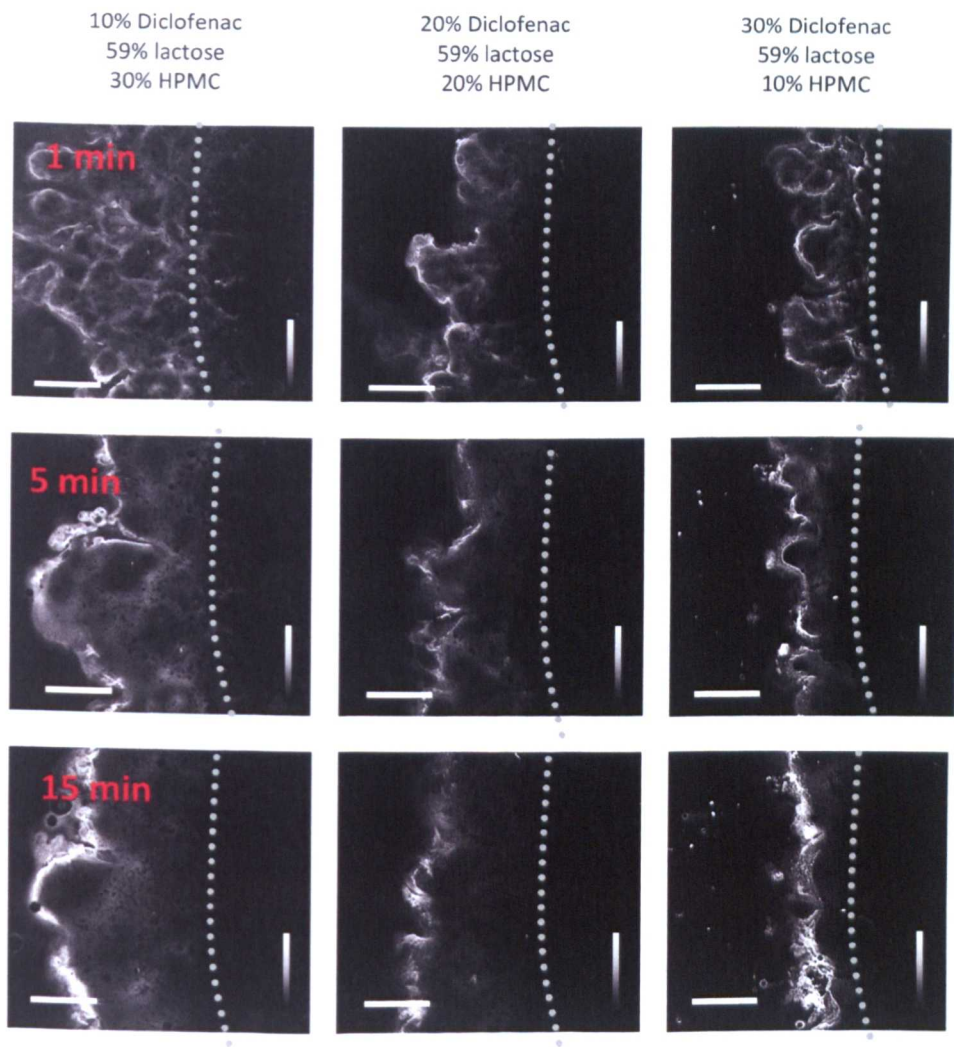 10% Diclofenac
59% lactose
30% HPMC
20% Diclofenac
59% lactose
20% HPMC
30% Diclofenac
59% lactose
10% HPMC
1 min
5 min
15 min